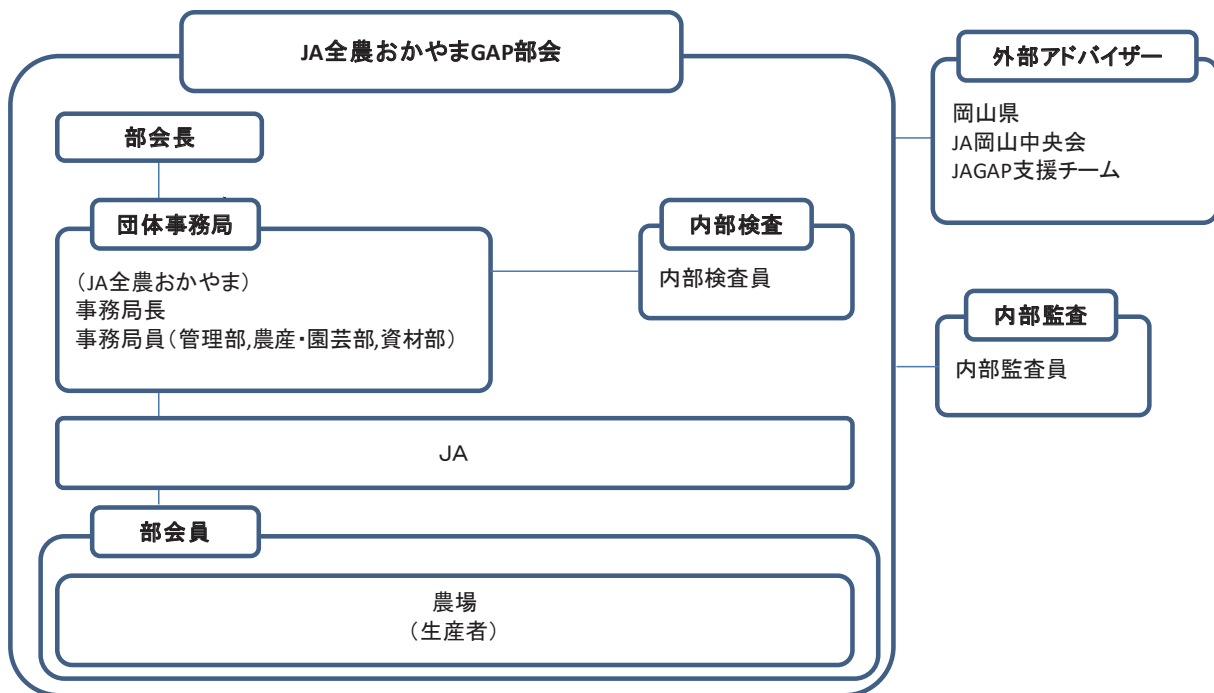 JA全農おかやまGAP部会
部会長
団体事務局
(JA全農おかやま)
事務局長
事務局員(管理部,農産・園芸部,資材部)
内部検査
内部検査員
JA
部会員
農場
(生産者)
外部アドバイザー
岡山県
JA岡山中央会
JAGAP支援チーム
内部監査
内部監査員